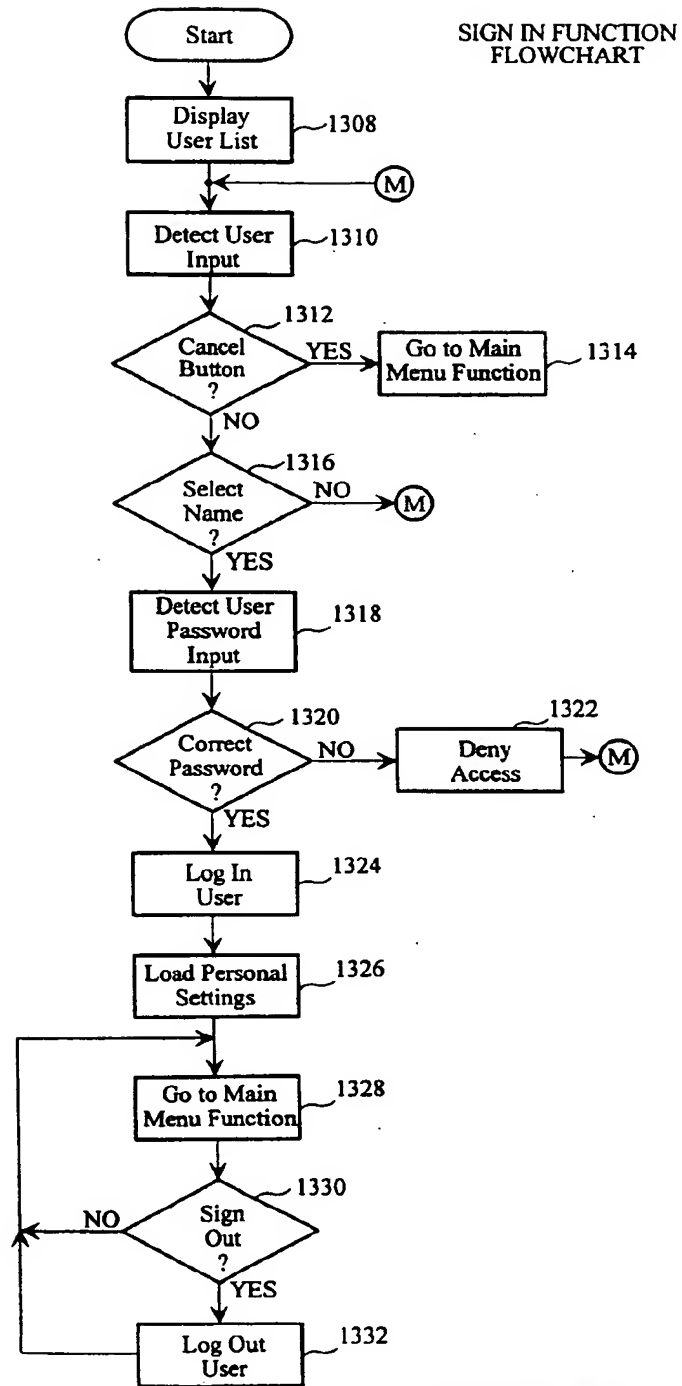 Start
SIGN IN FUNCTION
FLOWCHART
Display
User List
1308
M
Detect User
Input
1310
1312
Cancel
Button
?
YES
Go to Main
Menu Function
1314
NO
1316
Select
Name
?
NO
M
YES
Detect User
Password
Input
1318
1320
Correct
Password
?
NO
1322
Deny
Access
M
YES
Log In
User
1324
Load Personal
Settings
1326
Go to Main
Menu Function
1328
1330
Sign
Out
?
NO
YES
Log Out
User
1332